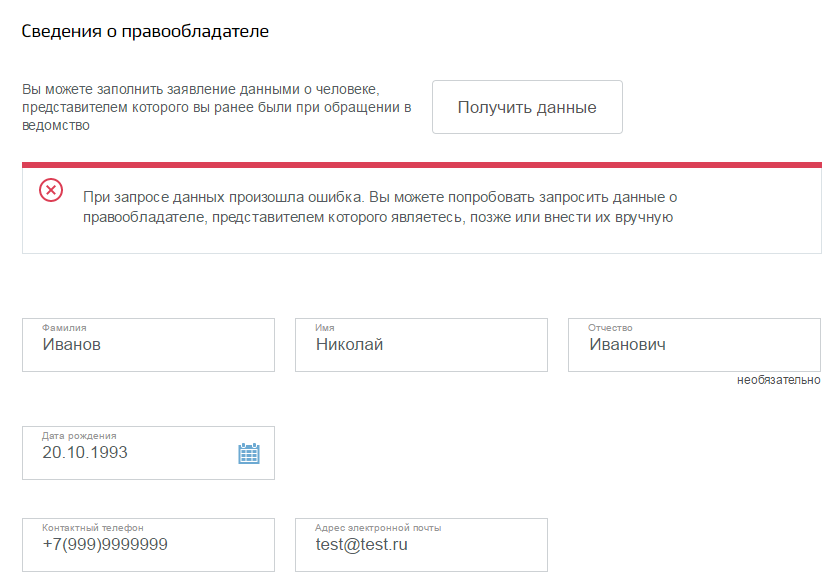 Сведения о правообладателе
Вы можете заполнить заявление данными о человеке,
представителем которого вы ранее были при обращении в
ведомство
Получить данные
При запросе данных произошла ошибка. Вы можете попробовать запросить данные о
правообладателе, представителем которого являетесь, позже или внести их вручную
Фамилия
Иванов
Имя
Николай
Отчество
Иванович
необязательно
Дата рождения
20.10.1993
Контактный телефон
+7(999)9999999
Адрес электронной почты
test@test.ru